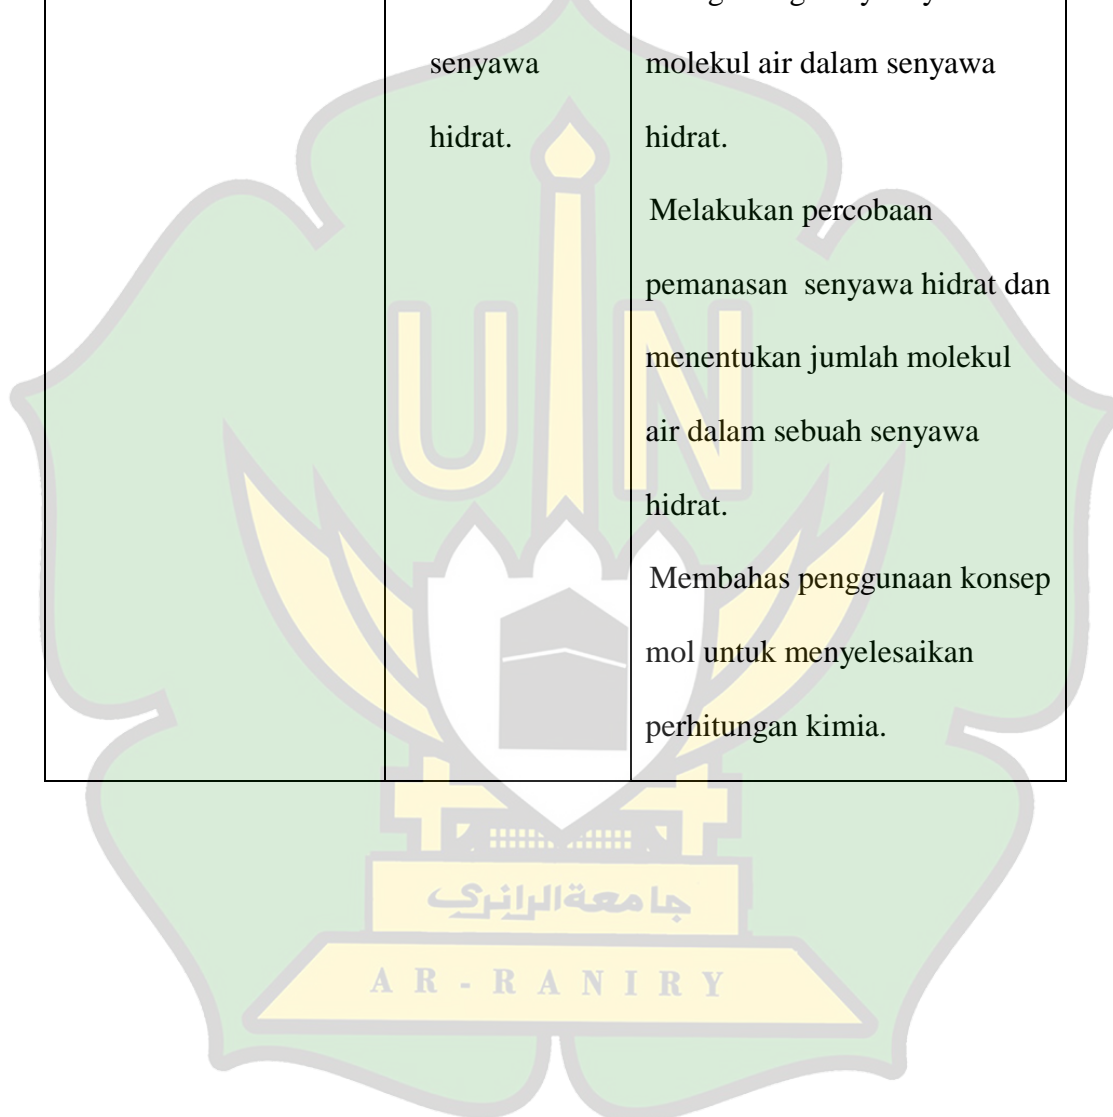 senyawa
hidrat.
molekul air dalam senyawa
hidrat.
Melakukan percobaan
pemanasan senyawa hidrat dan
menentukan jumlah molekul
air dalam sebuah senyawa
hidrat.
Membahas penggunaan konsep
mol untuk menyelesaikan
perhitungan kimia.
UIN
جامعة الرانري
AR-RANIRY